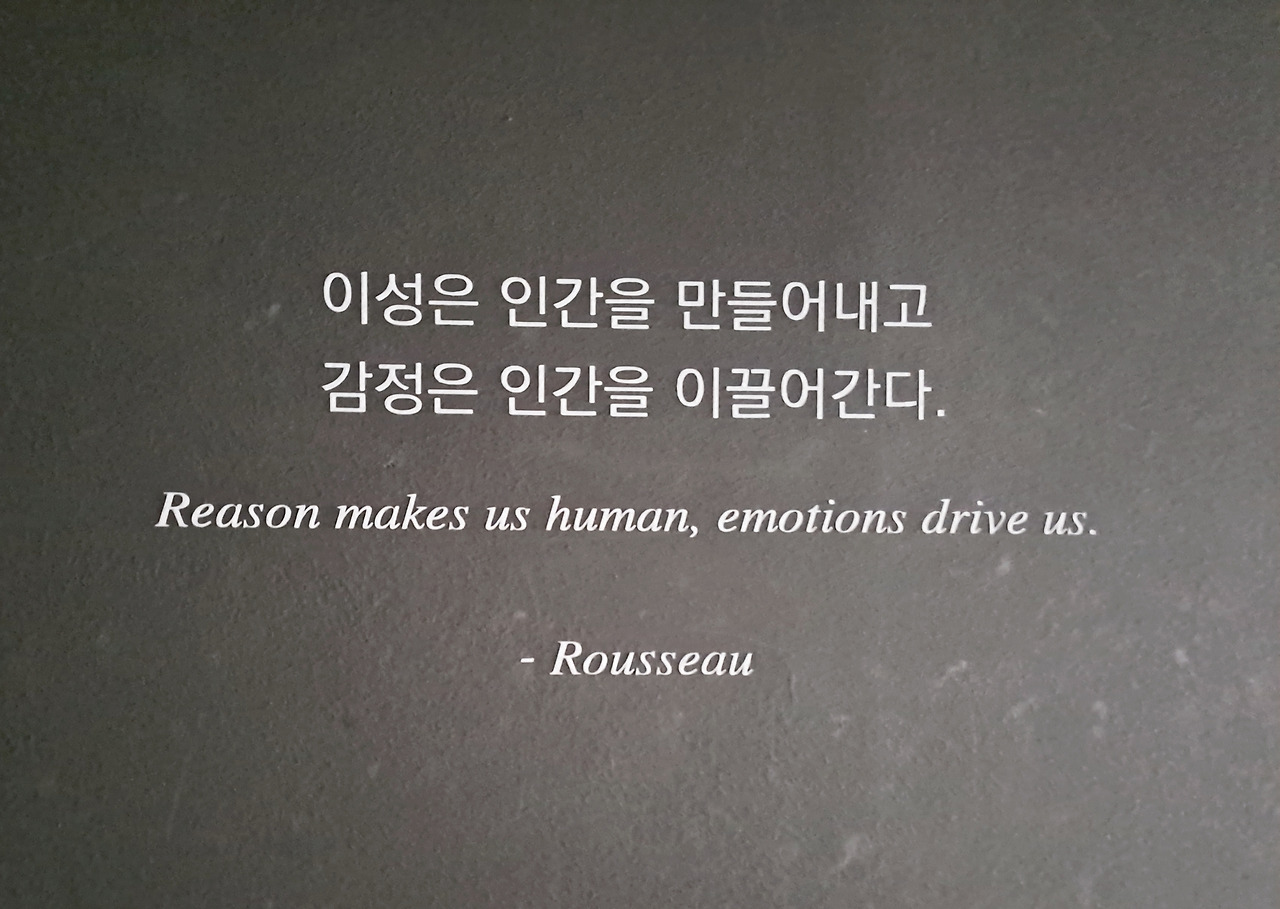 이성은 인간을 만들어내고
감정은 인간을 이끌어간다.
Reason makes us human, emotions drive us.
- Rousseau